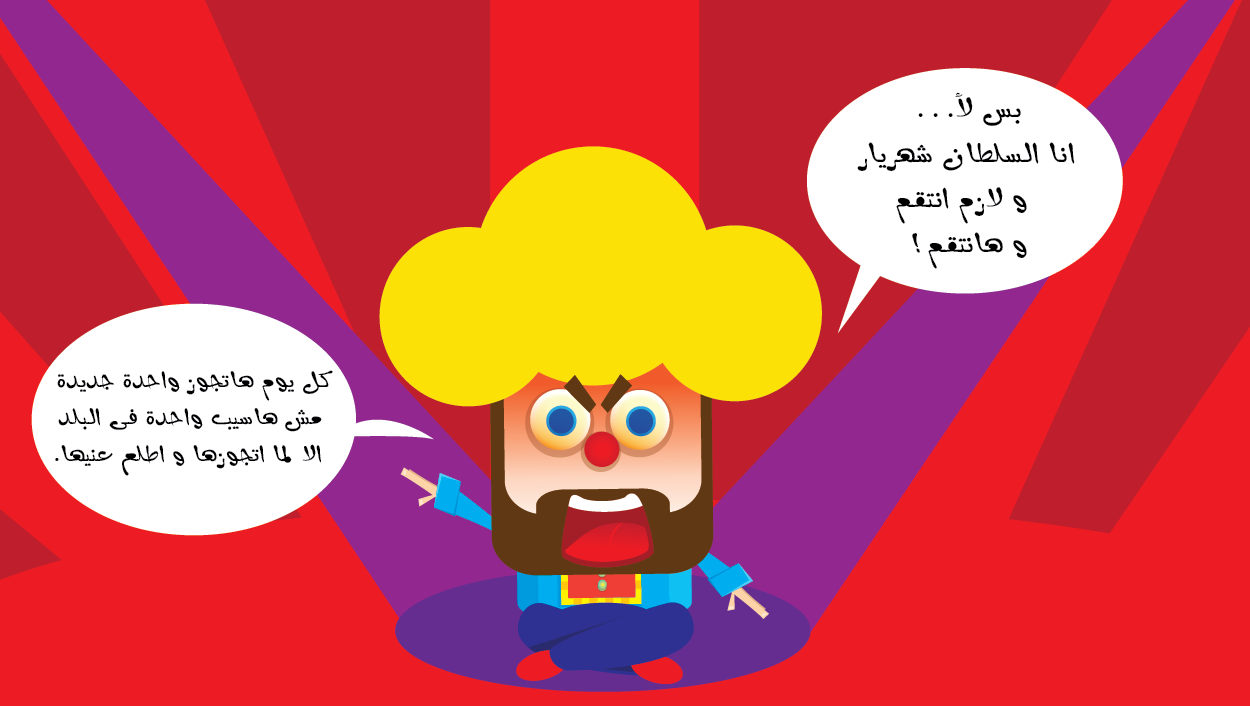 بس لأ...
انا السلطان شهريار
و لازم انتقم
و هانتقم!
كل يوم هاتجوز واحدة جديدة
مش هاسيب واحدة فى البلد
الا لما اتجوزها و اطلع عنيها.